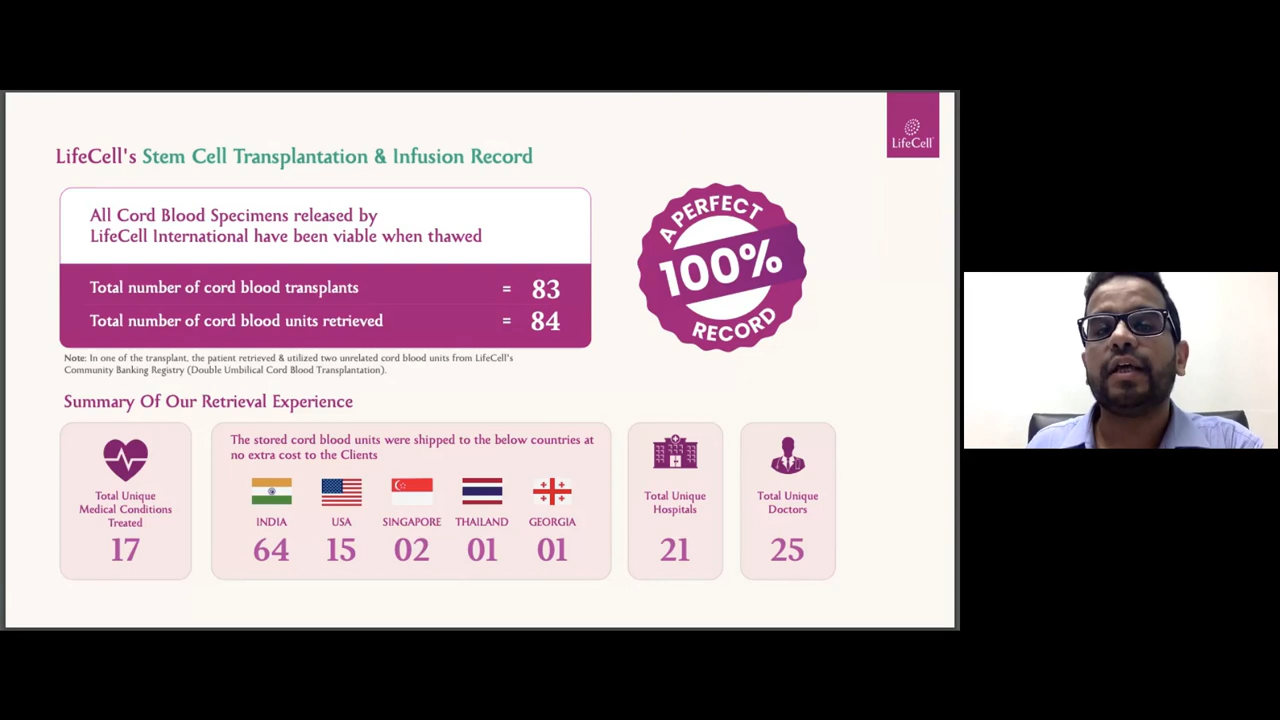 LifeCell
LifeCell's Stem Cell Transplantation & Infusion Record
All Cord Blood Specimens released by
LifeCell International have been viable when thawed
Total number of cord blood transplants = 83
Total number of cord blood units retrieved = 84
Note: In one of the transplant, the patient retrieved & utilized two unrelated cord blood units from LifeCell's
Community Banking Registry (Double Umbilical Cord Blood Transplantation).
A PERFECT
100%
RECORD
Summary Of Our Retrieval Experience
Total Unique
Medical Conditions
Treated
17
The stored cord blood units were shipped to the below countries at
no extra cost to the Clients
INDIA USA SINGAPORE THAILAND GEORGIA
64 15 02 01 01
Total Unique
Hospitals
21
Total Unique
Doctors
25